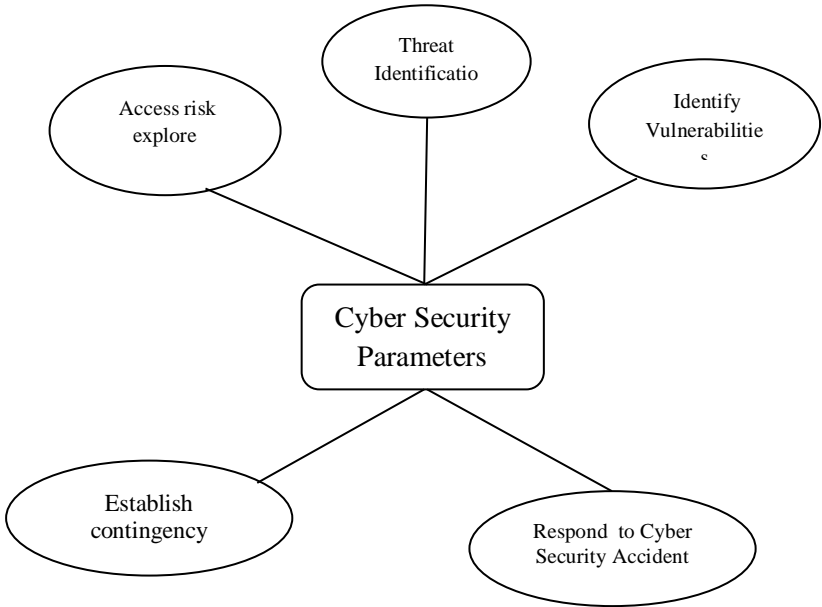 Threat
Identificatio
Access risk
explore
Identify
Vulnerabilitie
s
Cyber Security
Parameters
Establish
contingency
Respond to Cyber
Security Accident